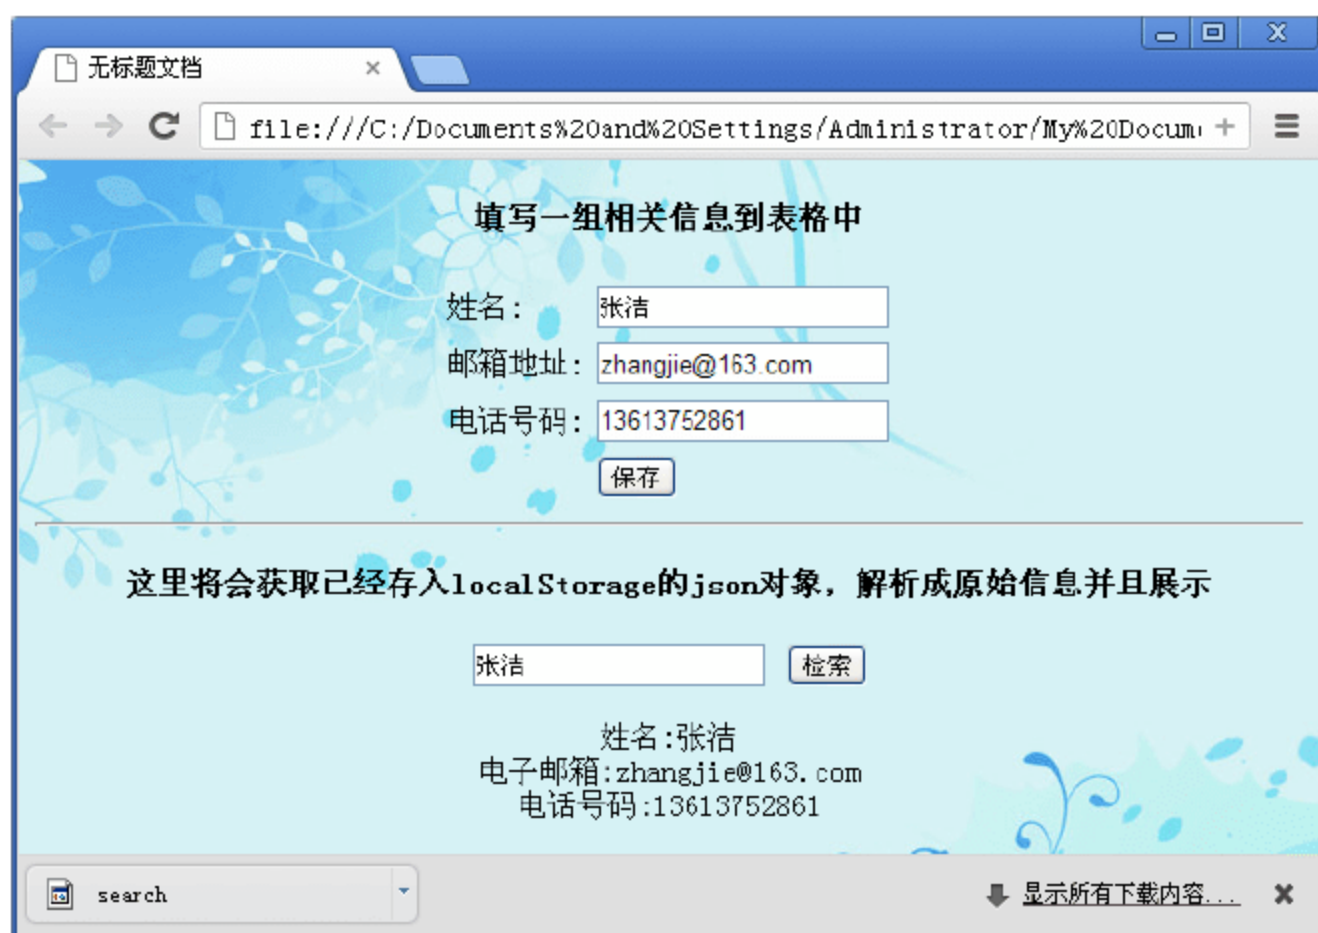 无标题文档
file:///C:/Documents%20and%20Settings/Administrator/My%20Docum
填写一组相关信息到表格中
姓名: 张洁
邮箱地址: zhangjie@163.com
电话号码: 13613752861
保存
这里将会获取已经存入localStorage的json对象，解析成原始信息并且展示
张洁 检索
姓名:张洁
电子邮箱:zhangjie@163.com
电话号码:13613752861
search 显示所有下载内容...